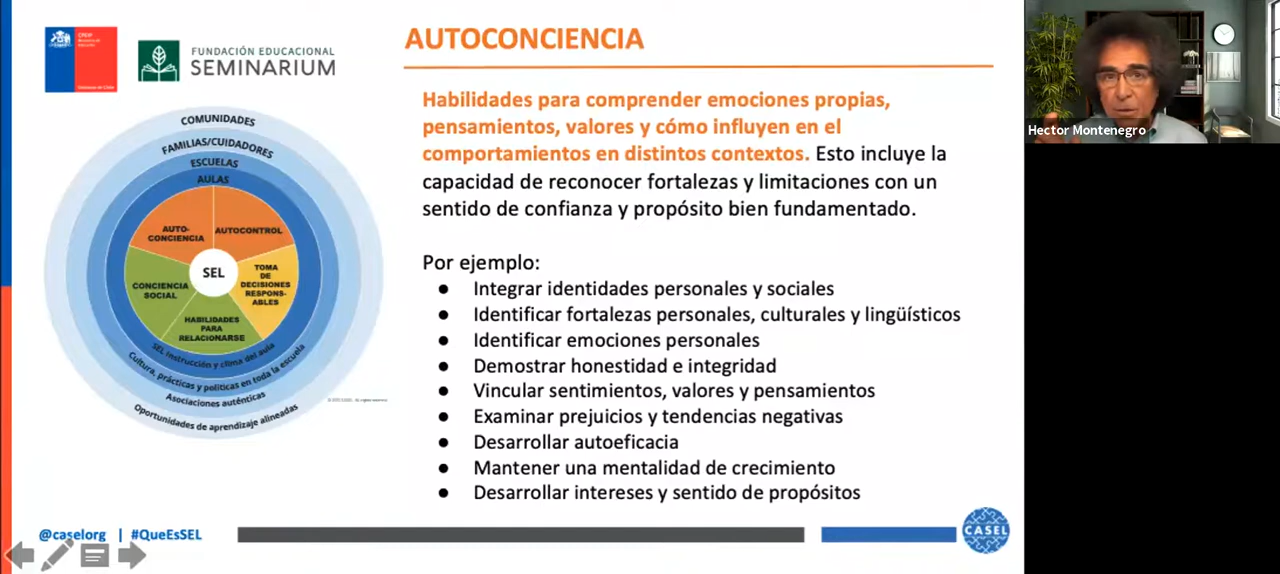 FUNDACIÓN EDUCACIONAL
SEMINARIUM
AUTOCONCIENCIA
Habilidades para comprender emociones propias,
pensamientos, valores y cómo influyen en el
comportamientos en distintos contextos. Esto incluye la
capacidad de reconocer fortalezas y limitaciones con un
sentido de confianza y propósito bien fundamentado.
Por ejemplo:
● Integrar identidades personales y sociales
● Identificar fortalezas personales, culturales y lingüísticos
● Identificar emociones personales
● Demostrar honestidad e integridad
● Vincular sentimientos, valores y pensamientos
● Examinar prejuicios y tendencias negativas
● Desarrollar autoeficacia
● Mantener una mentalidad de crecimiento
● Desarrollar intereses y sentido de propósitos
COMUNIDADES
FAMILIAS/CUIDADORES
ESCUELAS
AULAS
AUTO-
CONCIENCIA
AUTOCONTROL
SEL
TOMA
DE
DECISIONES
RESPONS-
ABLES
CONCIENCIA
SOCIAL
HABILIDADES
PARA
RELACIONARSE
SEL instrucción y clima del aula
Cultura, prácticas y políticas en toda la escuela
Asociaciones auténticas
Oportunidades de aprendizaje alineadas
@caselorg | #QueEsSEL
CASEL
Hector Montenegro